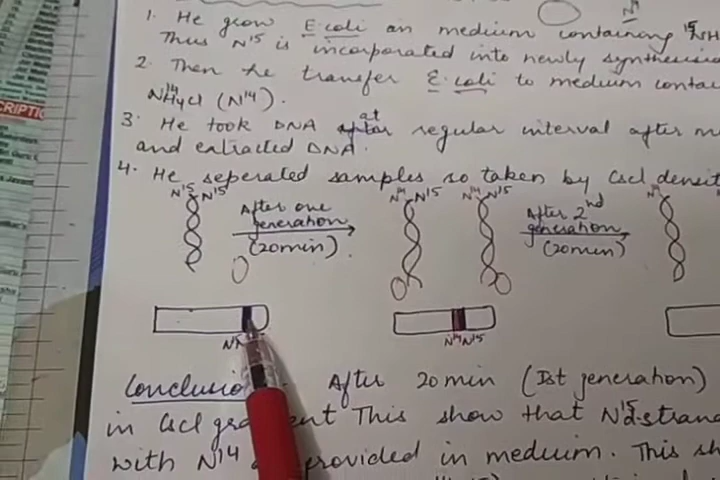 1. He grow E.coli an medium containing ¹⁵NH
Thus N¹⁵ is incorporated into newly synthesis
2. Then he transfer E.coli to medium contai
N¹⁴H₄Cl (N¹⁴).
3. He took DNA at regular interval after m
and extracted DNA.
4. He seperated samples so taken by CsCl densit
N¹⁵ N¹⁵ After one generation (20min) N¹⁴ N¹⁵ N¹⁴ N¹⁵ After 2nd generation (20min) N¹⁴
N¹⁴N¹⁵
Conclusion After 20 min (Ist generation)
in CsCl gradient This show that N¹⁵
with N¹⁴ provided in medium. This sh